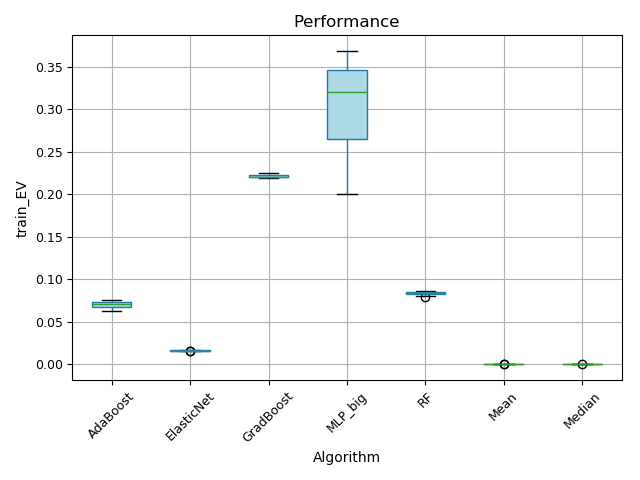 Performance
train_EV
0.35
0.30
0.25
0.20
0.15
0.10
0.05
0.00
AdaBoost
ElasticNet
GradBoost
MLP_big
RF
Mean
Median
Algorithm